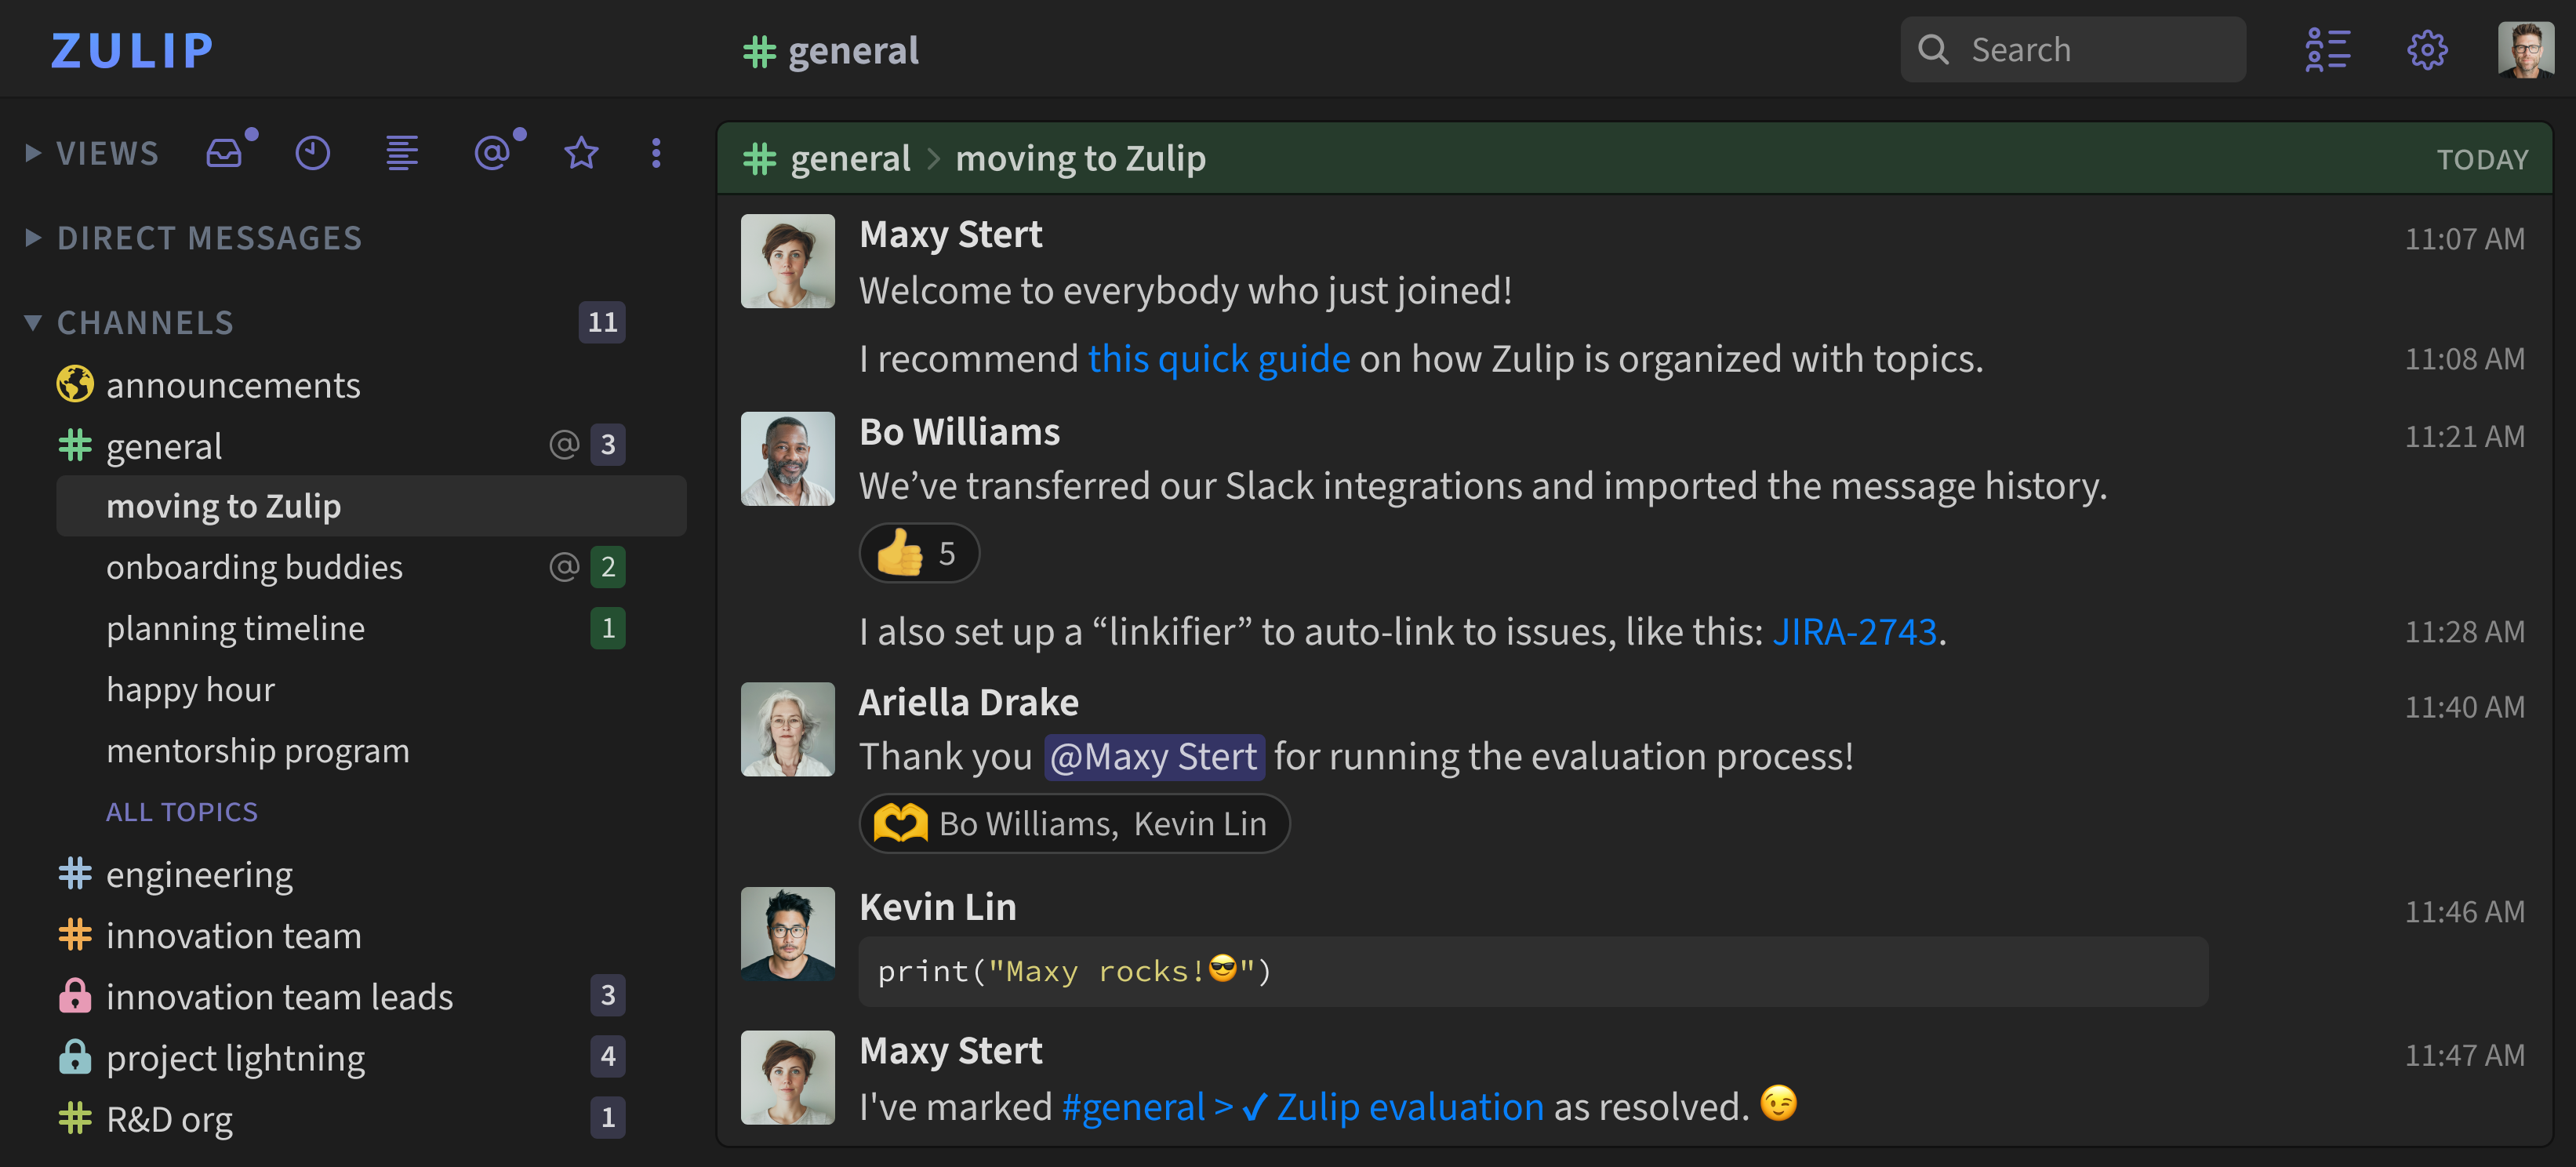 ZULIP
# general
Search
VIEWS
DIRECT MESSAGES
CHANNELS 11
announcements
# general @ 3
moving to Zulip
onboarding buddies @ 2
planning timeline 1
happy hour
mentorship program
ALL TOPICS
# engineering
# innovation team
innovation team leads 3
project lightning 4
# R&D org 1
# general > moving to Zulip TODAY
Maxy Stert 11:07 AM
Welcome to everybody who just joined!
I recommend this quick guide on how Zulip is organized with topics. 11:08 AM
Bo Williams 11:21 AM
We’ve transferred our Slack integrations and imported the message history.
👍 5
I also set up a “linkifier” to auto-link to issues, like this: JIRA-2743. 11:28 AM
Ariella Drake 11:40 AM
Thank you @Maxy Stert for running the evaluation process!
🫶 Bo Williams, Kevin Lin
Kevin Lin 11:46 AM
print("Maxy rocks!😎")
Maxy Stert 11:47 AM
I've marked #general > ✔ Zulip evaluation as resolved. 😉